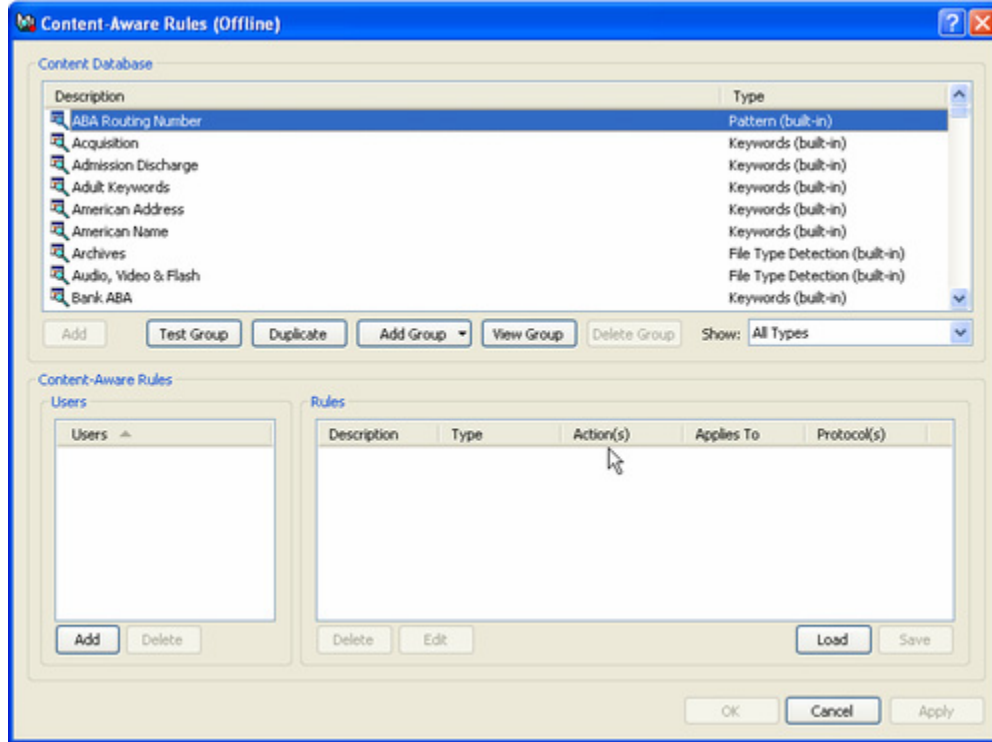 Content-Aware Rules (Offline)
Content Database
Description Type
ABA Routing Number Pattern (built-in)
Acquisition Keywords (built-in)
Admission Discharge Keywords (built-in)
Adult Keywords Keywords (built-in)
American Address Keywords (built-in)
American Name Keywords (built-in)
Archives File Type Detection (built-in)
Audio, Video & Flash File Type Detection (built-in)
Bank ABA Keywords (built-in)
Add Test Group Duplicate Add Group View Group Delete Group Show: All Types
Content-Aware Rules
Users Rules
Users Description Type Action(s) Applies To Protocol(s)
Add Delete Delete Edit Load Save
OK Cancel Apply